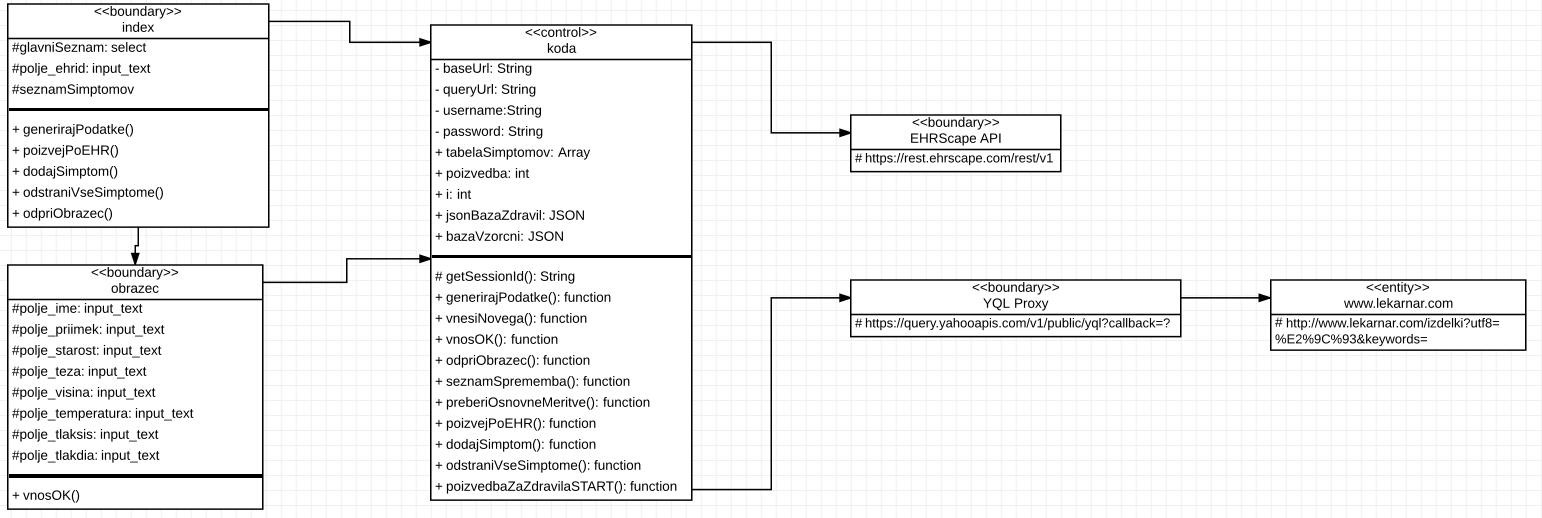 <<boundary>>
index
#glavniSeznam: select
#polje_ehrid: input_text
#seznamSimptomov
+ generirajPodatke()
+ poizvejPoEHR()
+ dodajSimptom()
+ odstraniVseSimptome()
+ odpriObrazec()
<<boundary>>
obrazec
#polje_ime: input_text
#polje_priimek: input_text
#polje_starost: input_text
#polje_teza: input_text
#polje_visina: input_text
#polje_temperatura: input_text
#polje_tlaksis: input_text
#polje_tlakdia: input_text
+ vnosOK()
<<control>>
koda
- baseUrl: String
- queryUrl: String
- username:String
- password: String
+ tabelaSimptomov: Array
+ poizvedba: int
+ i: int
+ jsonBazaZdravil: JSON
+ bazaVzorcni: JSON
# getSessionId(): String
+ generirajPodatke(): function
+ vnesiNovega(): function
+ vnosOK(): function
+ odpriObrazec(): function
+ seznamSprememba(): function
+ preberiOsnovneMeritve(): function
+ poizvejPoEHR(): function
+ dodajSimptom(): function
+ odstraniVseSimptome(): function
+ poizvedbaZaZdravilaSTART(): function
<<boundary>>
EHRScape API
# https://rest.ehrscape.com/rest/v1
<<boundary>>
YQL Proxy
# https://query.yahooapis.com/v1/public/yql?callback=?
<<entity>>
www.lekarnar.com
# http://www.lekarnar.com/izdelki?utf8=
%E2%9C%93&keywords=